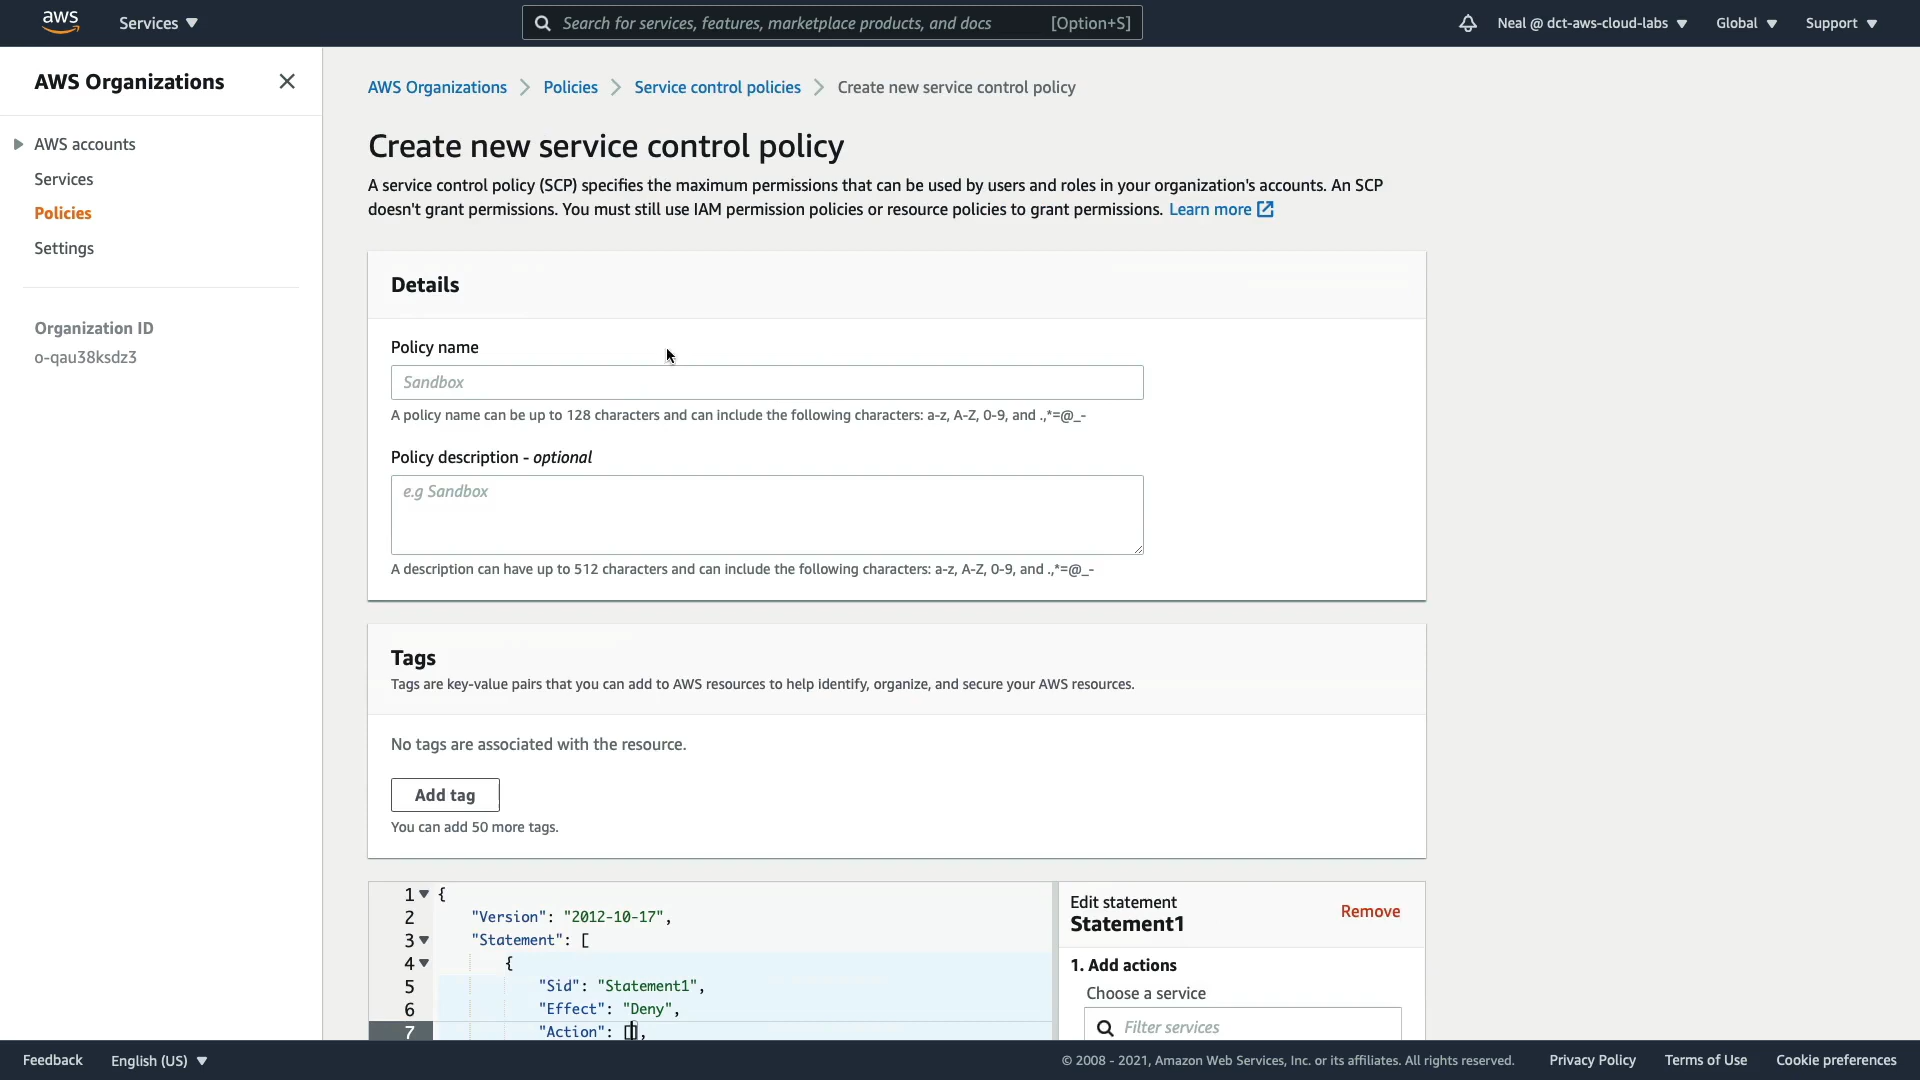 aws
Services
Search for services, features, marketplace products, and docs [Option+S]
Neal @ dct-aws-cloud-labs
Global
Support
AWS Organizations
AWS accounts
Services
Policies
Settings
Organization ID
o-qau38ksdz3
AWS Organizations
Policies
Service control policies
Create new service control policy
Create new service control policy
A service control policy (SCP) specifies the maximum permissions that can be used by users and roles in your organization's accounts. An SCP
doesn't grant permissions. You must still use IAM permission policies or resource policies to grant permissions. Learn more
Details
Policy name
Sandbox
A policy name can be up to 128 characters and can include the following characters: a-z, A-Z, 0-9, and .,*=@_-
Policy description - optional
e.g Sandbox
A description can have up to 512 characters and can include the following characters: a-z, A-Z, 0-9, and .,*=@_-
Tags
Tags are key-value pairs that you can add to AWS resources to help identify, organize, and secure your AWS resources.
No tags are associated with the resource.
Add tag
You can add 50 more tags.
1 {
2 "Version": "2012-10-17",
3 "Statement": [
4 {
5 "Sid": "Statement1",
6 "Effect": "Deny",
7 "Action": [],
Edit statement
Statement1
Remove
1. Add actions
Choose a service
Filter services
Feedback
English (US)
© 2008 - 2021, Amazon Web Services, Inc. or its affiliates. All rights reserved.
Privacy Policy
Terms of Use
Cookie preferences